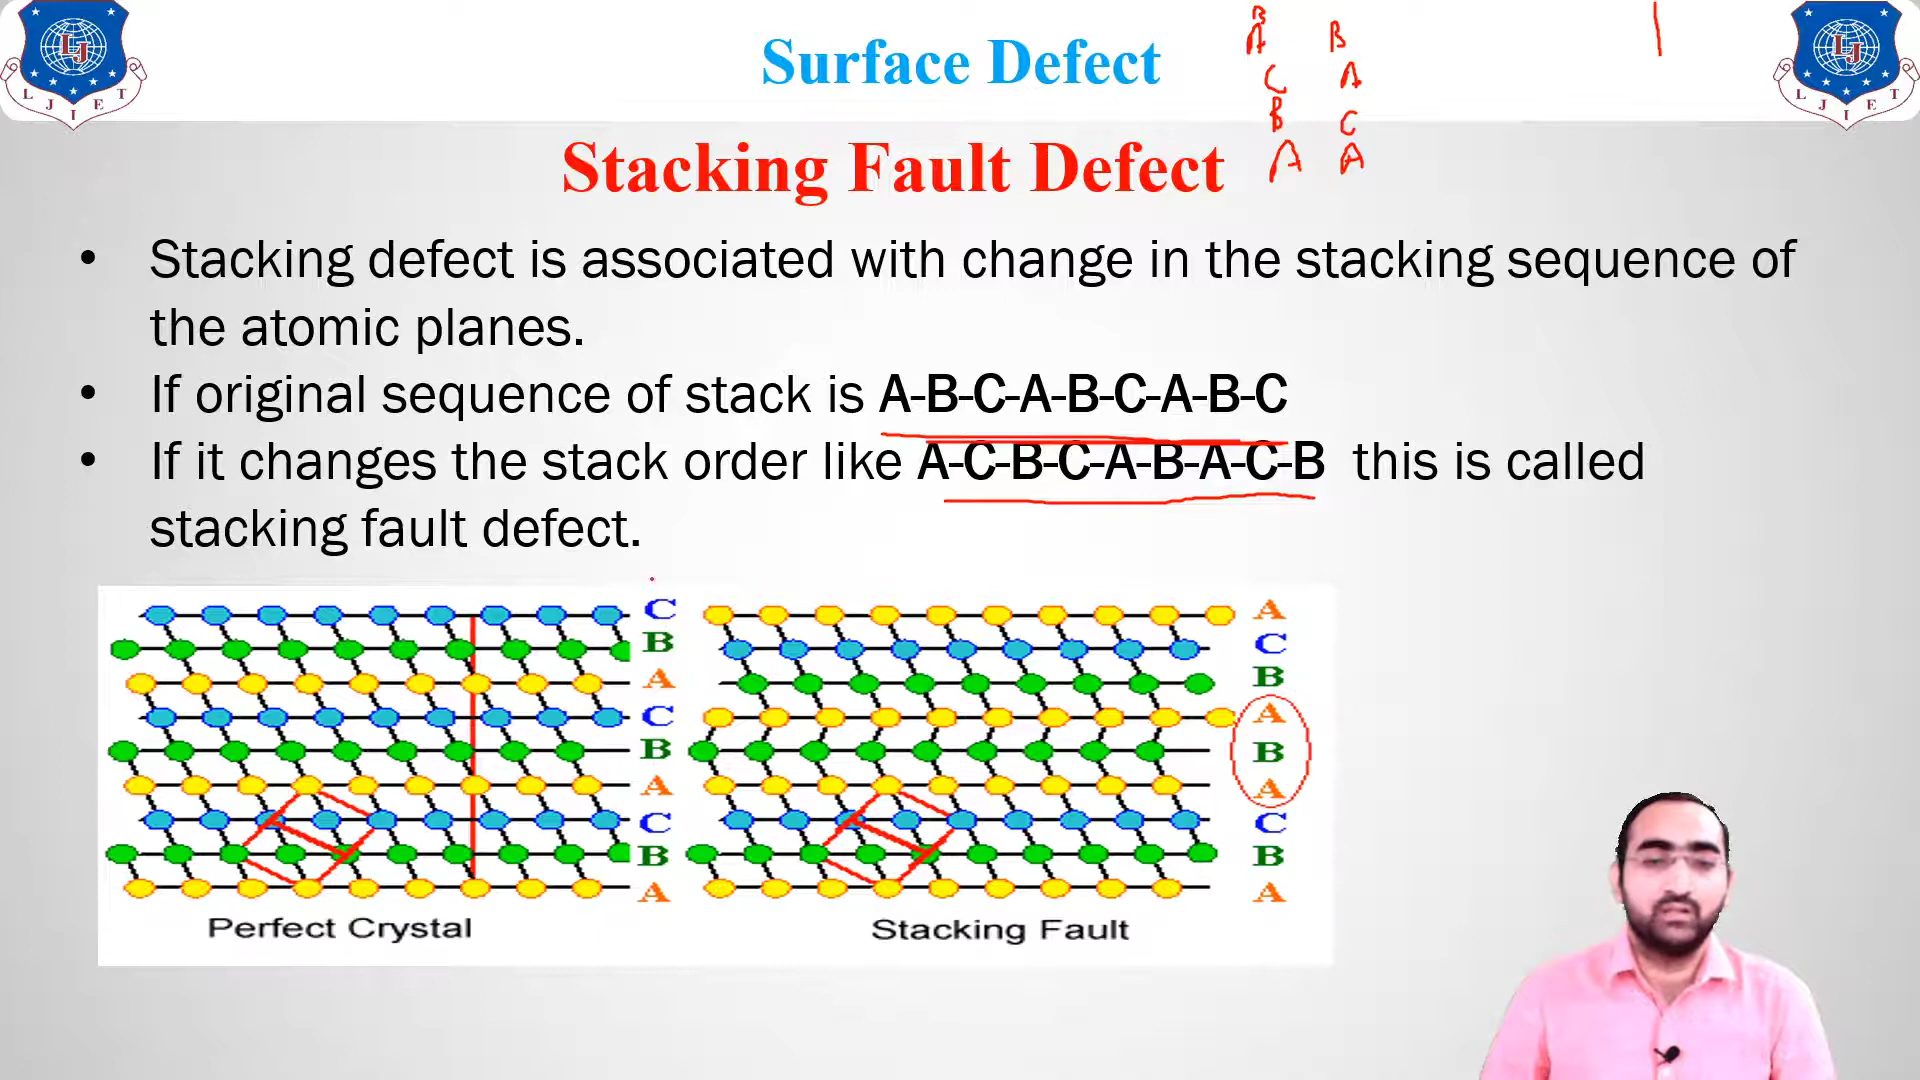 Surface Defect
B
A B
C A
B C
A A
Stacking Fault Defect
• Stacking defect is associated with change in the stacking sequence of
the atomic planes.
• If original sequence of stack is A-B-C-A-B-C-A-B-C
• If it changes the stack order like A-C-B-C-A-B-A-C-B this is called
stacking fault defect.
C
B
A
C
B
A
C
B
A
Perfect Crystal
A
C
B
A
B
A
C
B
A
Stacking Fault
LJ
L J I E T
LJ
L J I E T